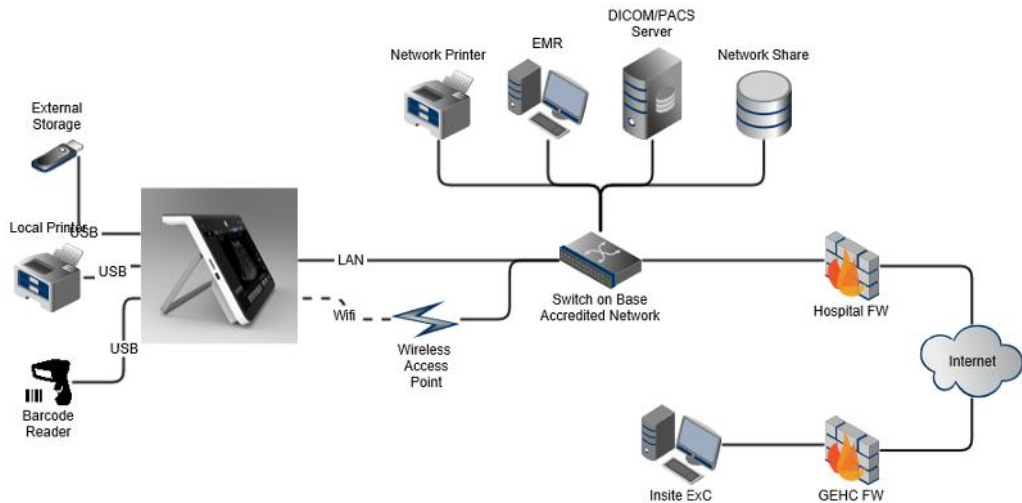 DICOM/PACS
Server
EMR
Network Printer
Network Share
External
Storage
Local Printer
USB
USB
USB
LAN
Wifi
Barcode
Reader
Wireless
Access
Point
Switch on Base
Accredited Network
Hospital FW
Internet
Insite ExC
GEHC FW